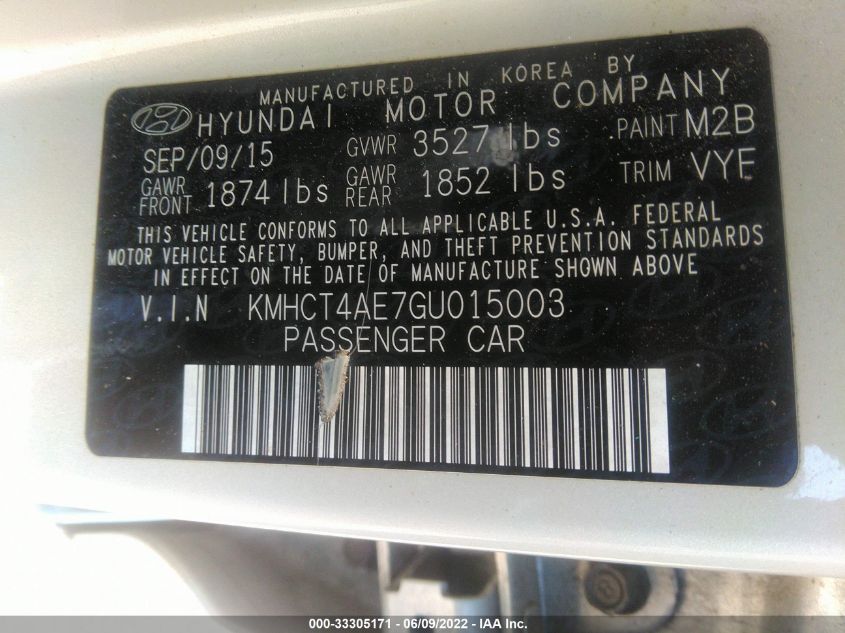 MANUFACTURED IN KOREA BY
HYUNDAI MOTOR COMPANY
SEP/09/15 GVWR 3527 lbs PAINT M2B
GAWR FRONT 1874 lbs GAWR REAR 1852 lbs TRIM VYF
THIS VEHICLE CONFORMS TO ALL APPLICABLE U.S.A. FEDERAL
MOTOR VEHICLE SAFETY, BUMPER, AND THEFT PREVENTION STANDARDS
IN EFFECT ON THE DATE OF MANUFACTURE SHOWN ABOVE
V.I.N KMHCT4AE7GU015003
PASSENGER CAR
000-33305171 - 06/09/2022 - IAA Inc.